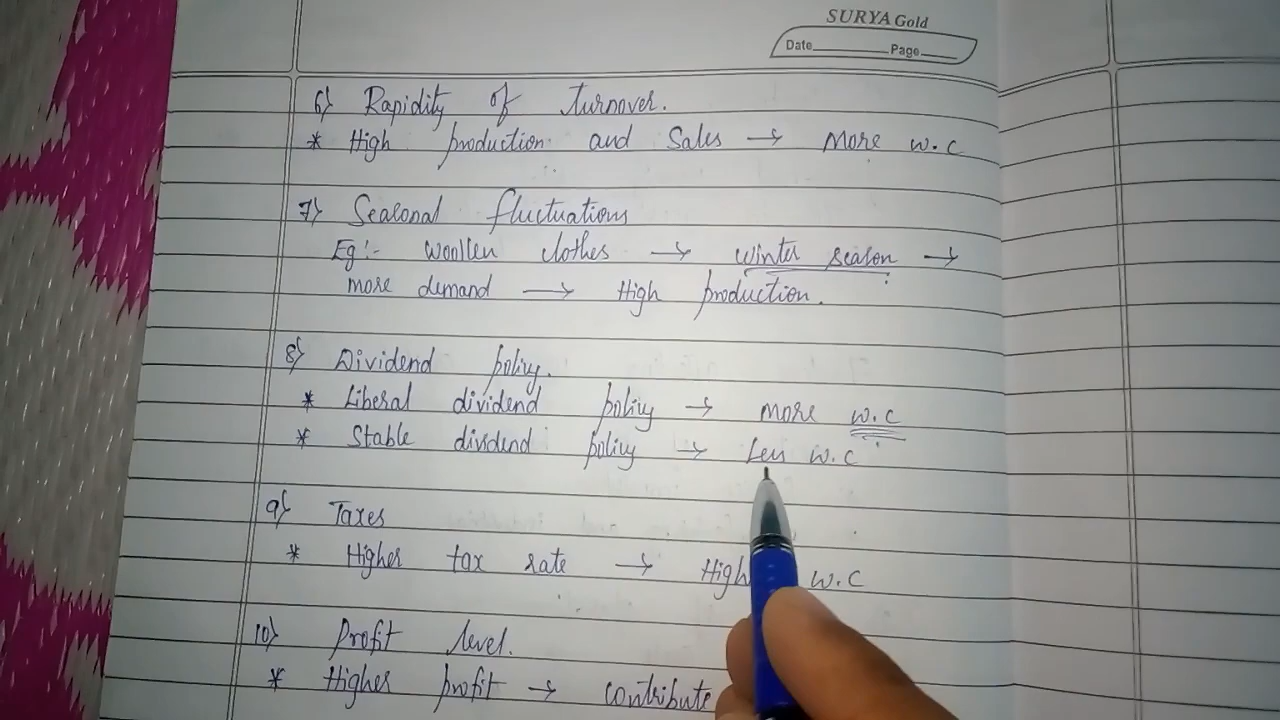 SURYA Gold
Date Page
6) Rapidity of turnover.
* High production and Sales → More w.c
7) Seasonal fluctuations
Eg:- woollen clothes → winter season →
more demand → High production.
8) Dividend policy.
* Liberal dividend policy → more w.c
* Stable dividend policy → Less w.c
9) Taxes
* Higher tax rate → High w.c
10) Profit level.
* Higher profit → contribute